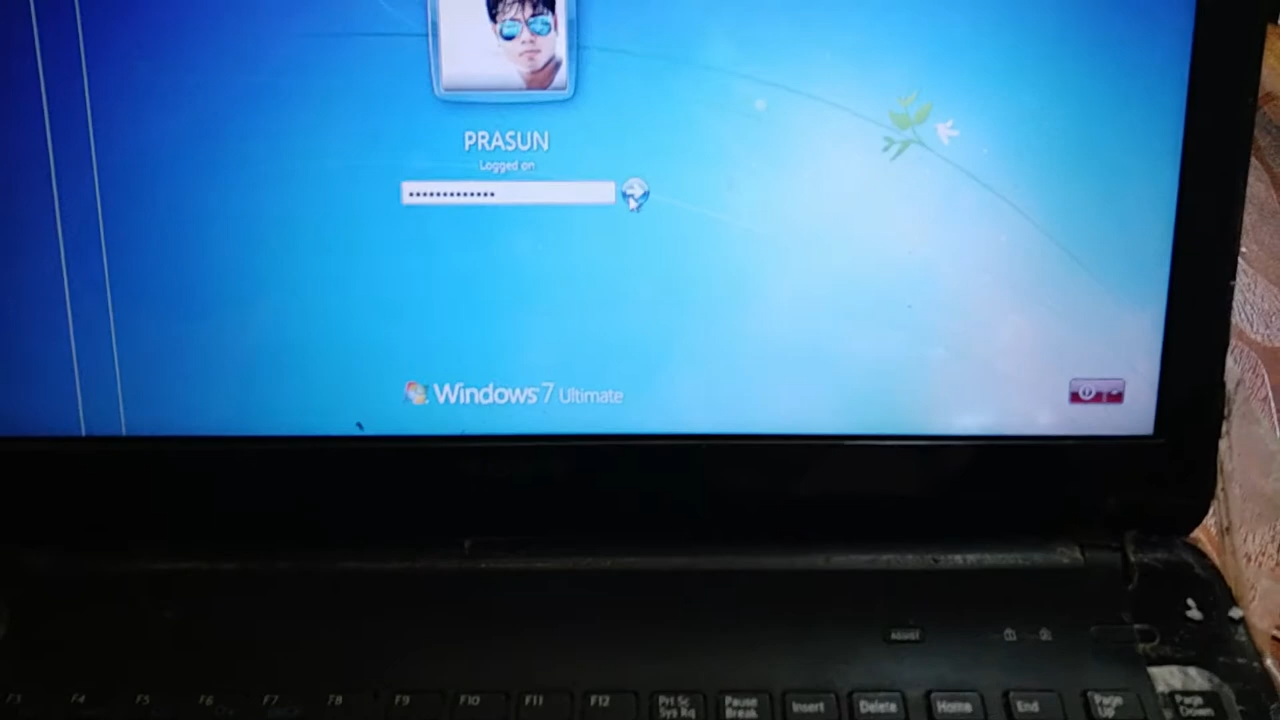 PRASUN
Logged on
Windows 7 Ultimate
ASSIST
F3 F4 F5 F6 F7 F8 F9 F10 F11 F12 Prt Sc Sys Rq Pause Break Insert Delete Home End Page Up Page Down